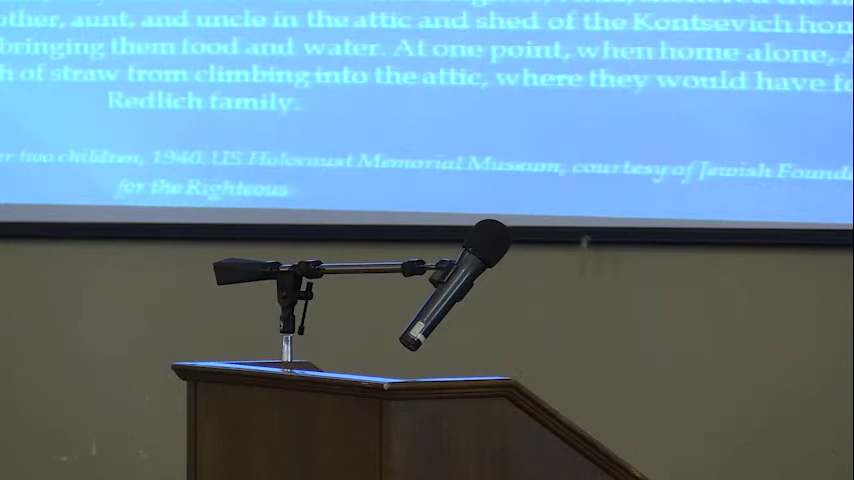 other, aunt, and uncle in the attic and shed of the Kontsevich hom
bringing them food and water. At one point, when home alone, A
h of straw from climbing into the attic, where they would have fo
Redlich family.
r two children, 1940. US Holocaust Memorial Museum, courtesy of Jewish Founda
for the Righteous